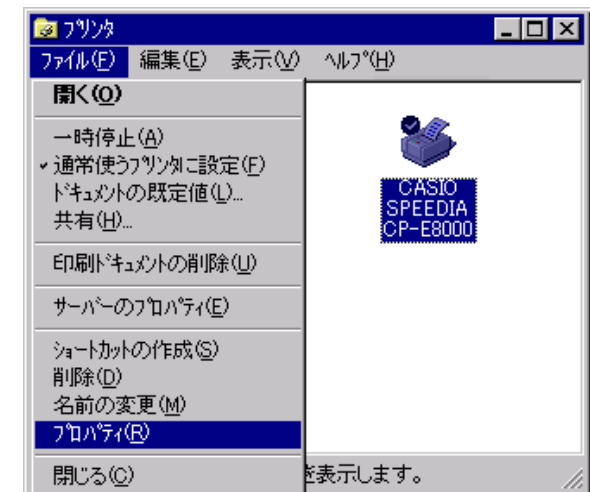 プリンタ
ファイル(F) 編集(E) 表示(V) ヘルプ(H)
開く(O)
一時停止(A)
通常使うプリンタに設定(F)
ドキュメントの既定値(L)...
共有(H)...
印刷ドキュメントの削除(U)
サーバーのプロパティ(E)
ショートカットの作成(S)
削除(D)
名前の変更(M)
プロパティ(R)
閉じる(C)
CASIO
SPEEDIA
CP-E8000
を表示します。